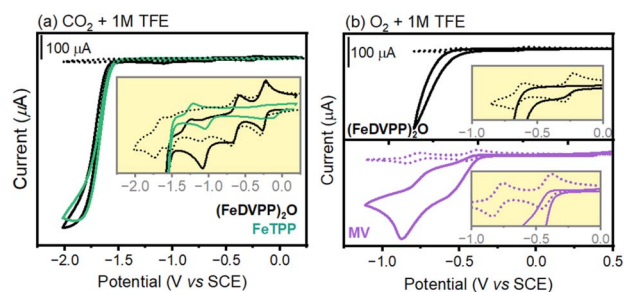 (a) CO₂ + 1M TFE
100 μA
Current (μA)
-2.0 -1.5 -1.0 -0.5 0.0
(FeDVPP)₂O
FeTPP
-2.0 -1.5 -1.0 -0.5 0.0
Potential (V vs SCE)
(b) O₂ + 1M TFE
100 μA
Current (μA)
-1.0 -0.5 0.0
(FeDVPP)₂O
MV
-1.0 -0.5 0.0
-1.0 -0.5 0.0 0.5
Potential (V vs SCE)